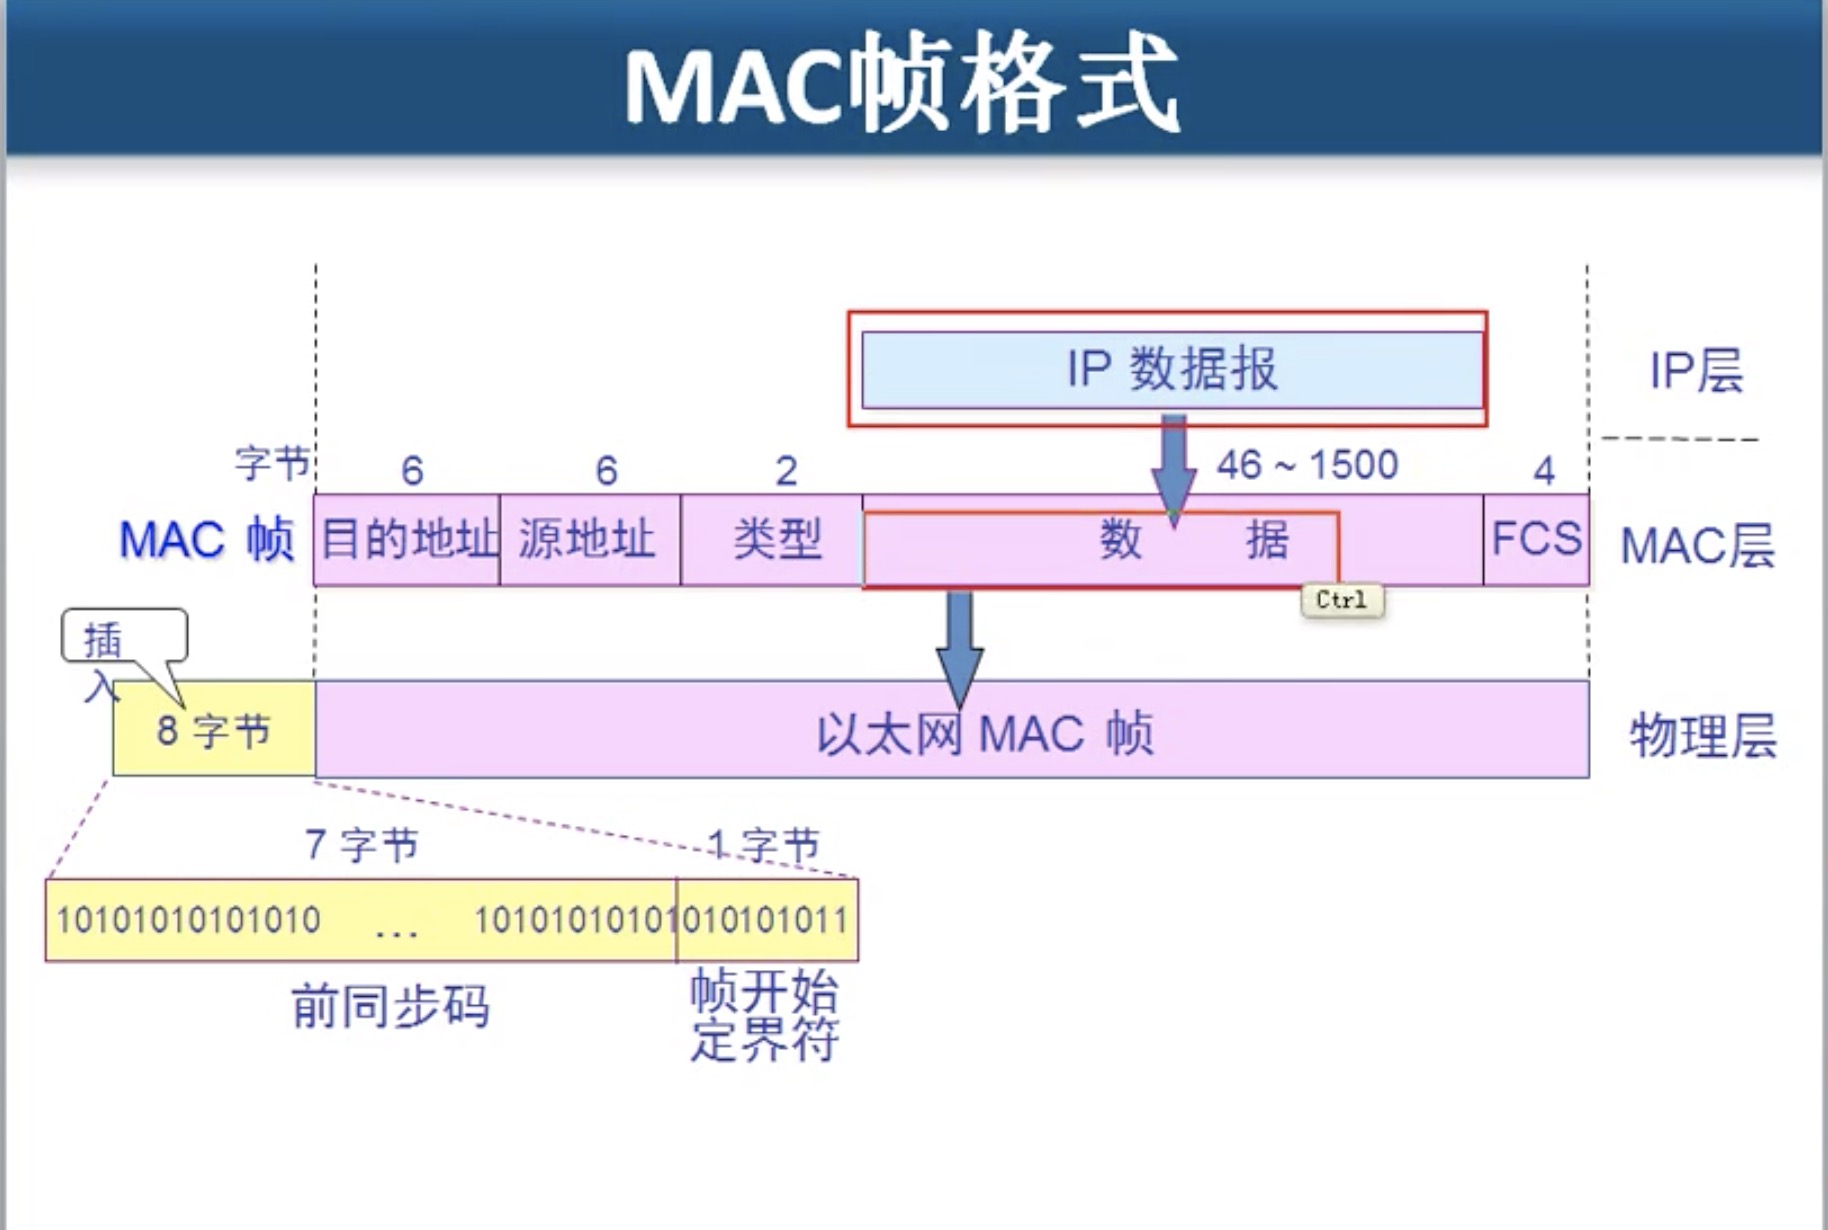 MAC帧格式
IP 数据报
IP层
字节 6 6 2 46 ~ 1500 4
MAC 帧 目的地址 源地址 类型 数 据 FCS MAC层
Ctrl
插
入
8 字节 以太网 MAC 帧 物理层
7 字节 1 字节
10101010101010 … 10101010101010101011
前同步码 帧开始
定界符